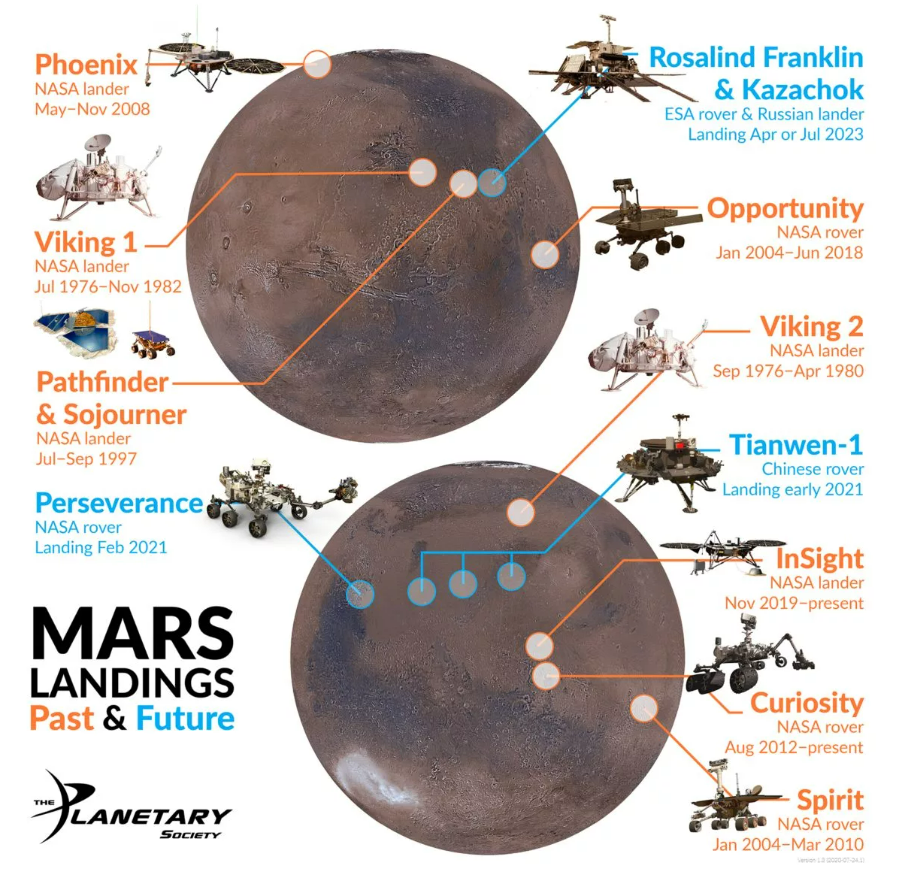 Phoenix
NASA lander
May–Nov 2008
Rosalind Franklin
& Kazachok
ESA rover & Russian lander
Landing Apr or Jul 2023
Viking 1
NASA lander
Jul 1976–Nov 1982
Opportunity
NASA rover
Jan 2004–Jun 2018
Pathfinder
& Sojourner
NASA lander
Jul–Sep 1997
Viking 2
NASA lander
Sep 1976–Apr 1980
Tianwen-1
Chinese rover
Landing early 2021
Perseverance
NASA rover
Landing Feb 2021
InSight
NASA lander
Nov 2019–present
Curiosity
NASA rover
Aug 2012–present
Spirit
NASA rover
Jan 2004–Mar 2010
MARS
LANDINGS
Past & Future
THE PLANETARY
SOCIETY